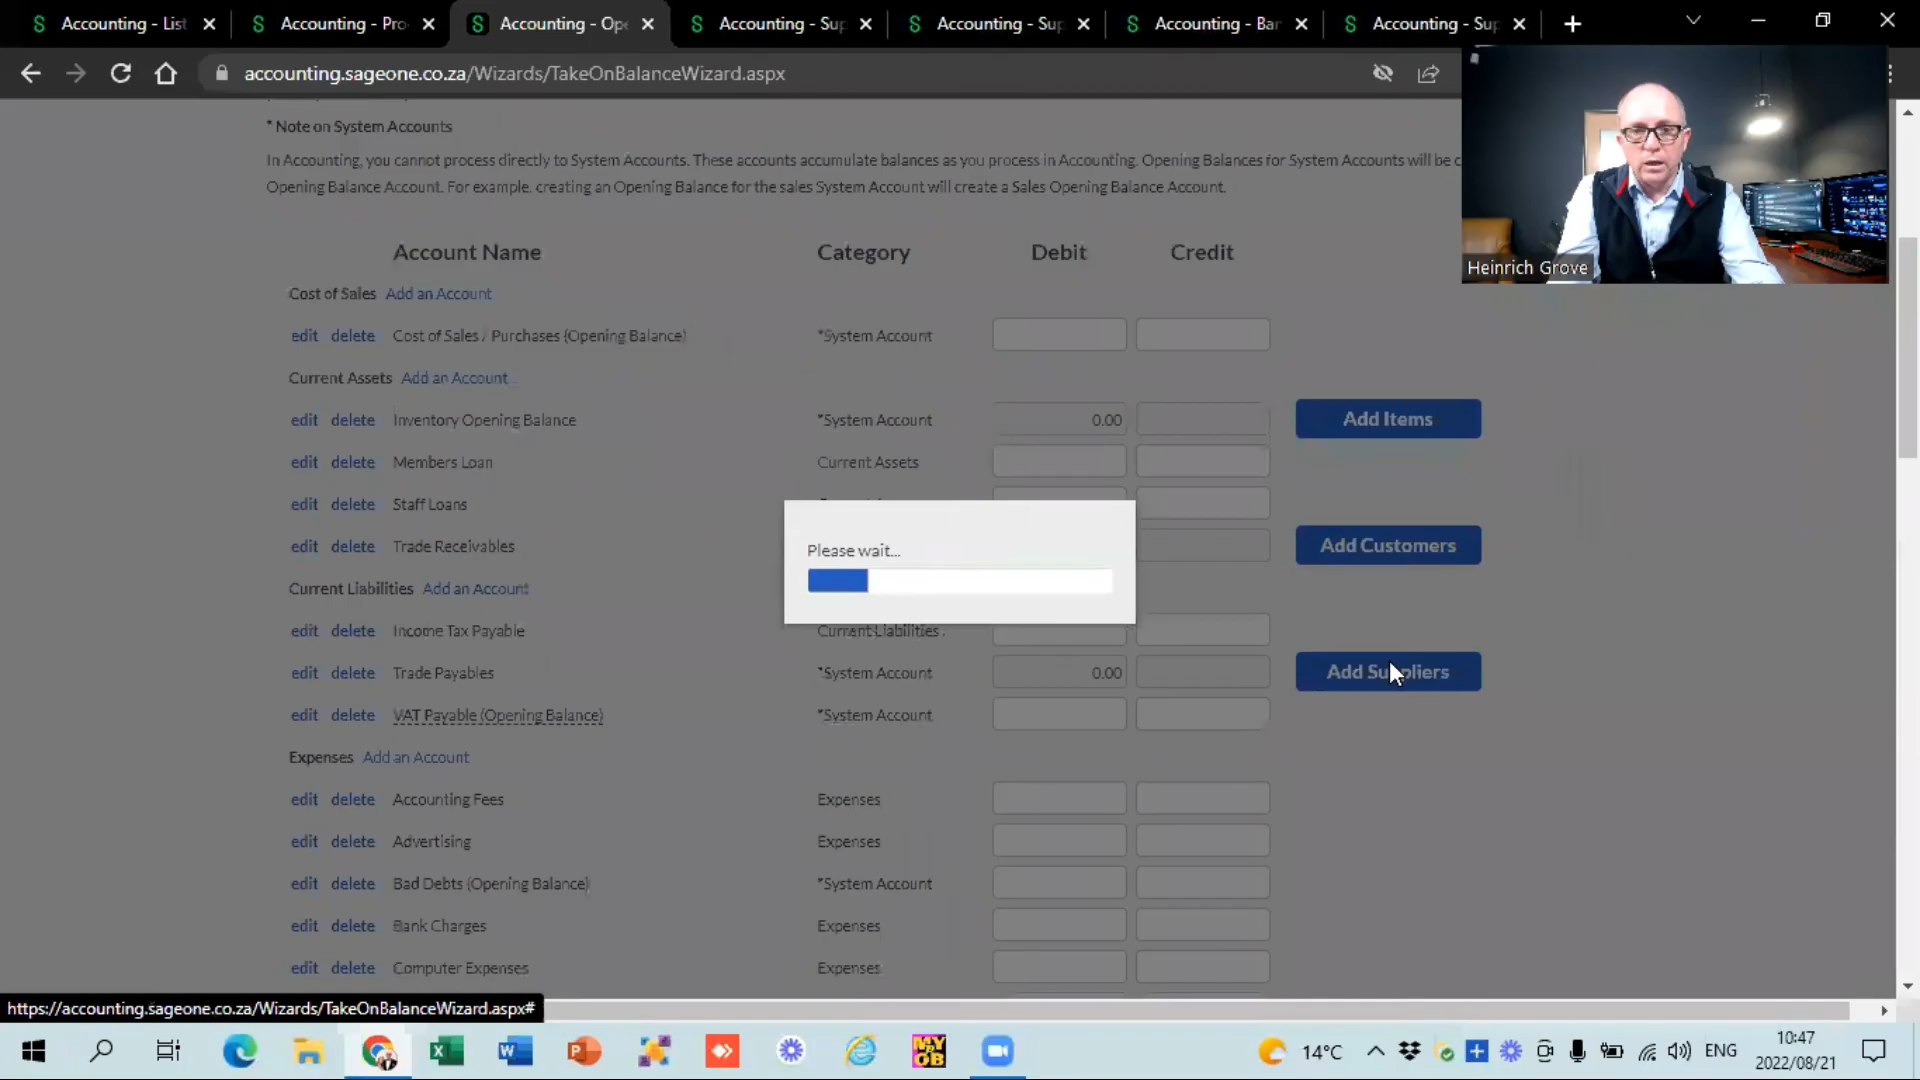 Accounting - List
Accounting - Pro
Accounting - Ope
Accounting - Sup
Accounting - Sup
Accounting - Ban
Accounting - Sup
accounting.sageone.co.za/Wizards/TakeOnBalanceWizard.aspx
* Note on System Accounts
In Accounting, you cannot process directly to System Accounts. These accounts accumulate balances as you process in Accounting. Opening Balances for System Accounts will be c
Opening Balance Account. For example, creating an Opening Balance for the sales System Account will create a Sales Opening Balance Account.
Heinrich Grove
Account Name Category Debit Credit
Cost of Sales Add an Account
edit delete Cost of Sales / Purchases (Opening Balance) *System Account
Current Assets Add an Account
edit delete Inventory Opening Balance *System Account 0.00 Add Items
edit delete Members Loan Current Assets
edit delete Staff Loans
edit delete Trade Receivables Add Customers
Please wait...
Current Liabilities Add an Account
edit delete Income Tax Payable Current Liabilities
edit delete Trade Payables *System Account 0.00 Add Suppliers
edit delete VAT Payable (Opening Balance) *System Account
Expenses Add an Account
edit delete Accounting Fees Expenses
edit delete Advertising Expenses
edit delete Bad Debts (Opening Balance) *System Account
edit delete Bank Charges Expenses
edit delete Computer Expenses Expenses
https://accounting.sageone.co.za/Wizards/TakeOnBalanceWizard.aspx#
14°C
ENG
10:47
2022/08/21
MY
OB